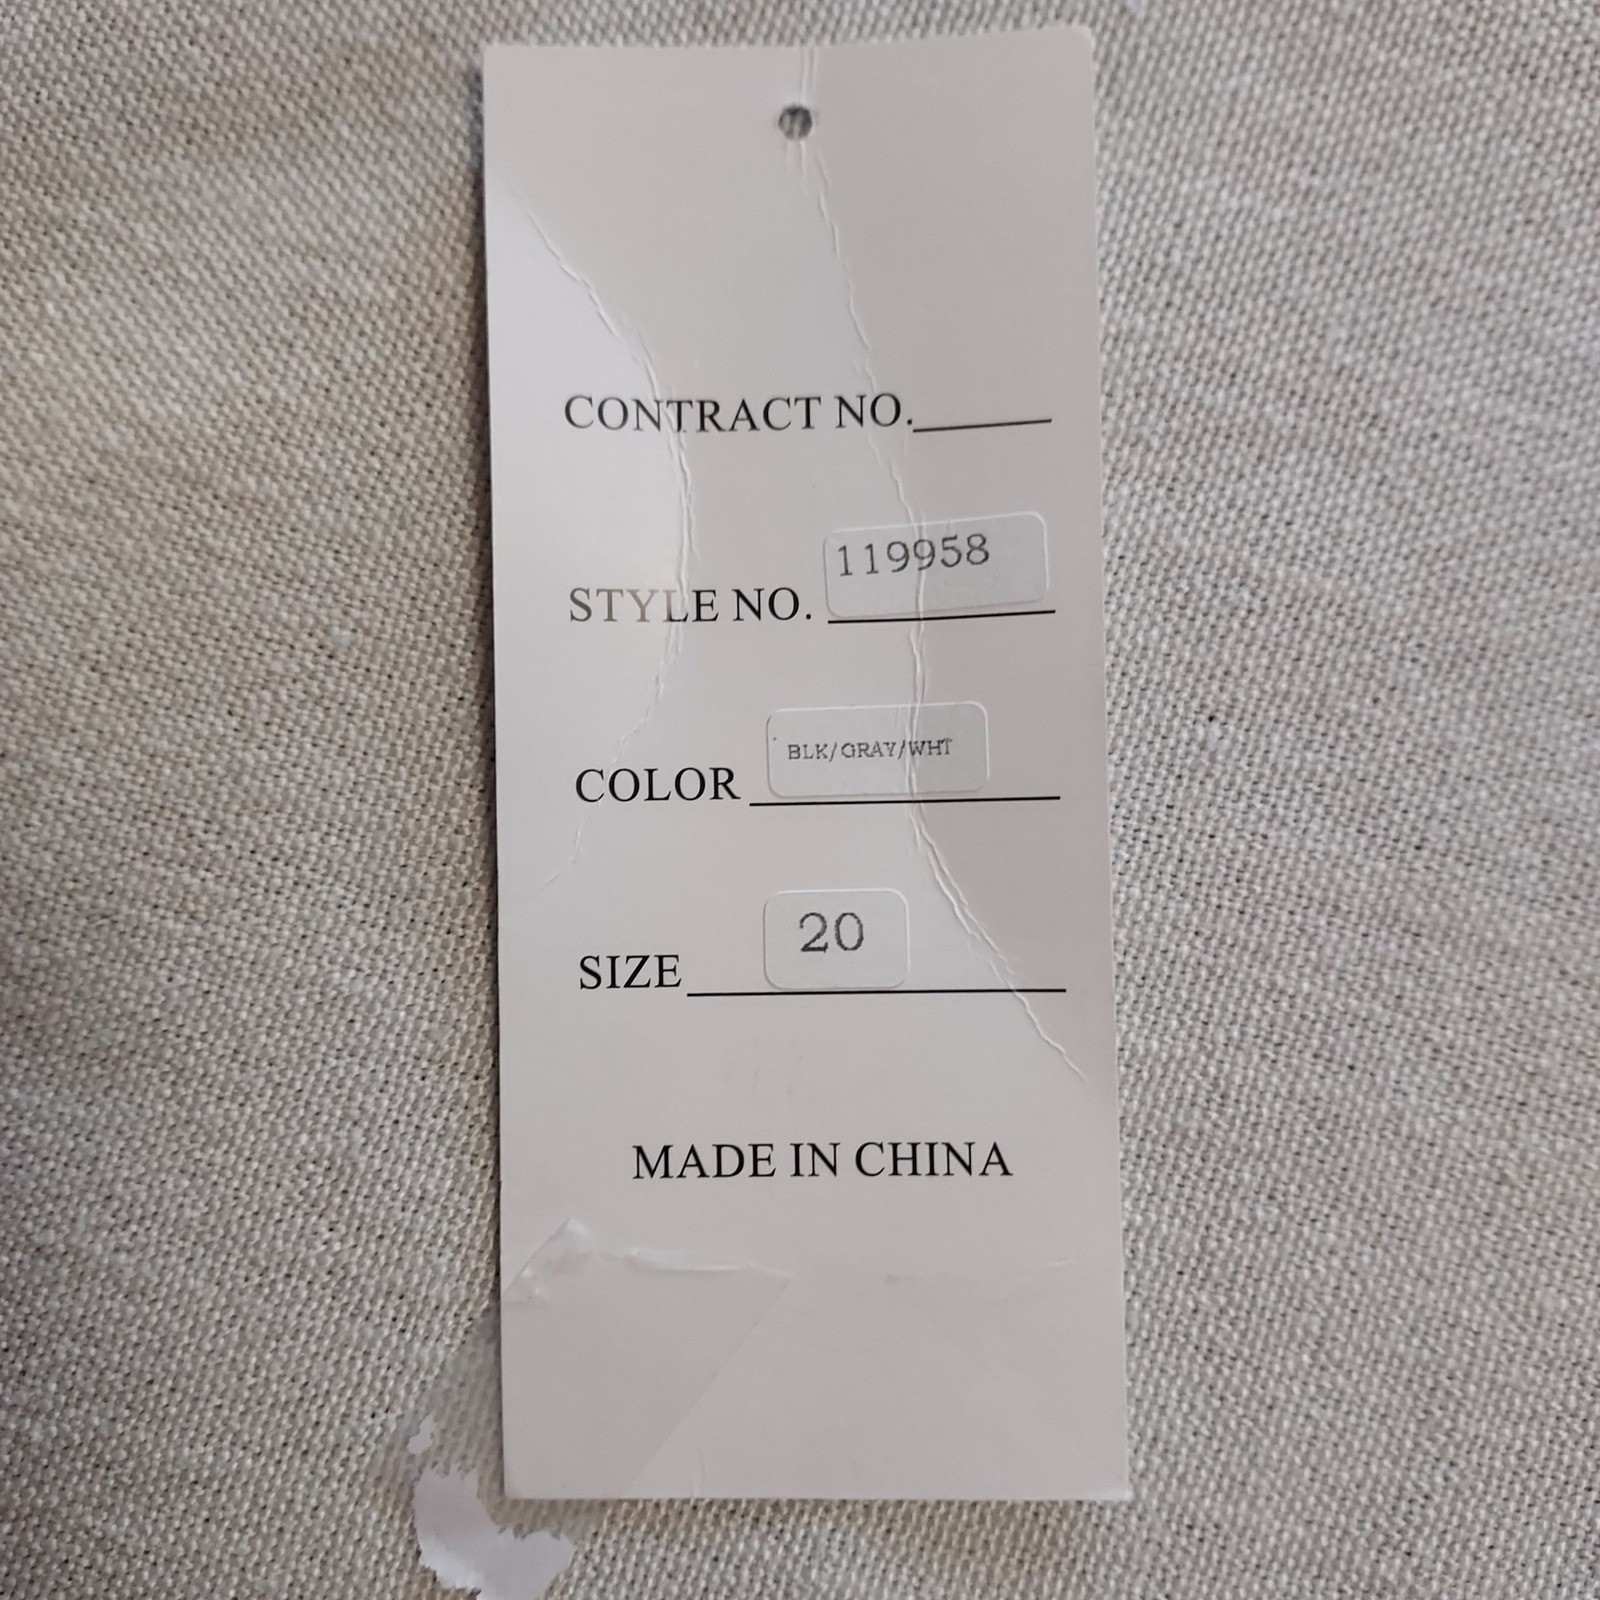 CONTRACT NO.
STYLE NO. 119958
COLOR BLK/GRAY/WHT
SIZE 20
MADE IN CHINA